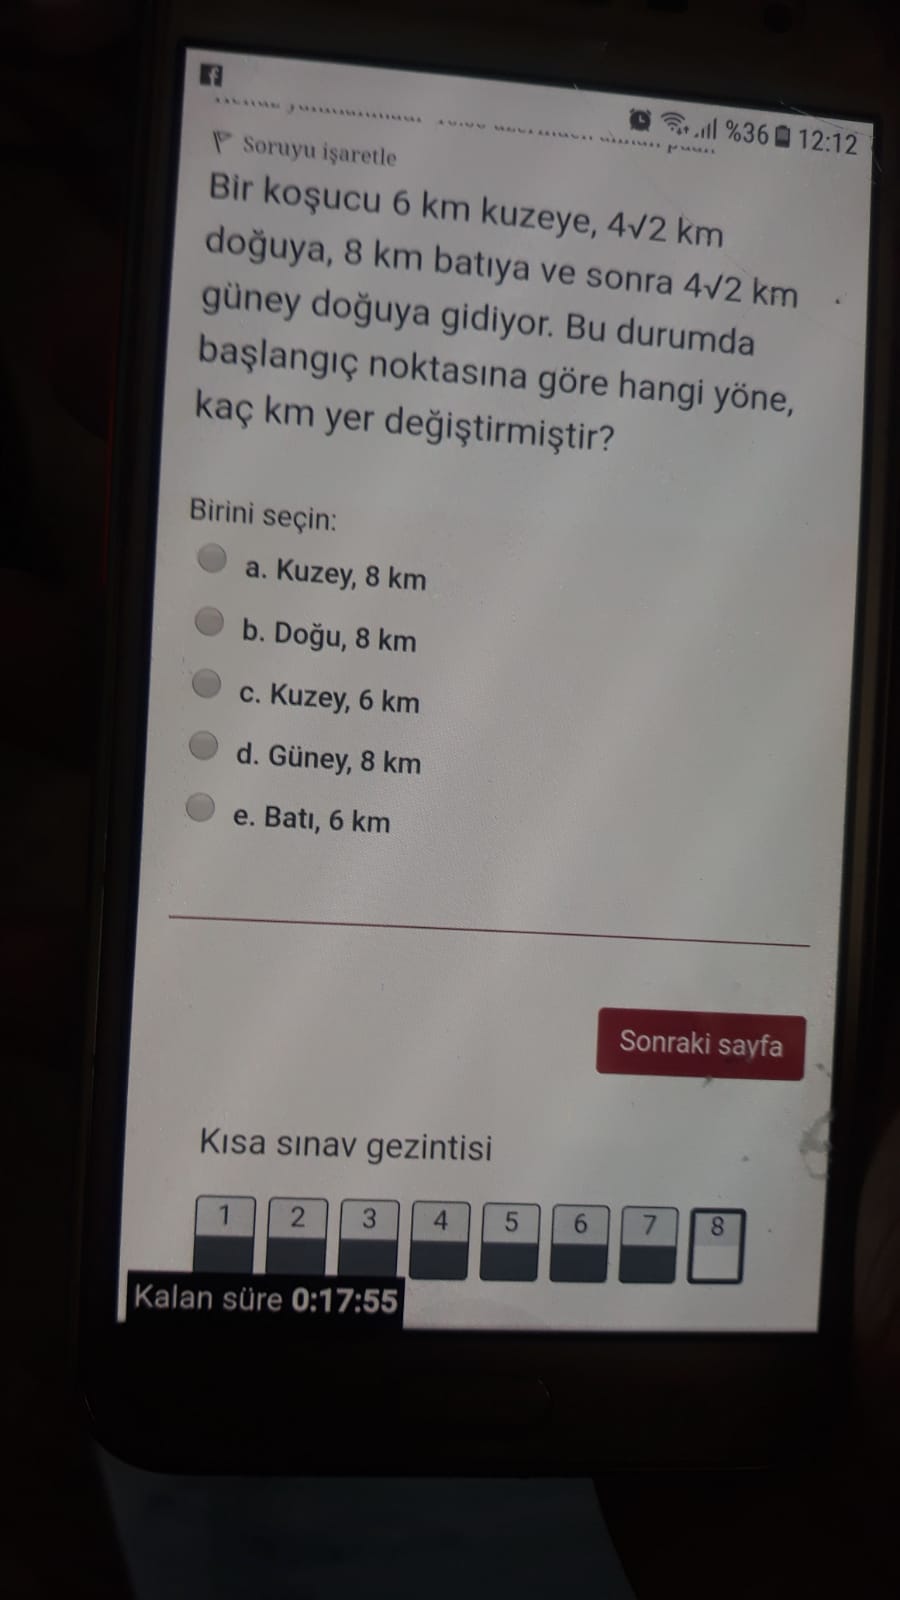 %36 12:12
Soruyu işaretle
Bir koşucu 6 km kuzeye, 4√2 km
doğuya, 8 km batıya ve sonra 4√2 km
güney doğuya gidiyor. Bu durumda
başlangıç noktasına göre hangi yöne,
kaç km yer değiştirmiştir?
Birini seçin:
a. Kuzey, 8 km
b. Doğu, 8 km
c. Kuzey, 6 km
d. Güney, 8 km
e. Batı, 6 km
Sonraki sayfa
Kısa sınav gezintisi
1 2 3 4 5 6 7 8
Kalan süre 0:17:55